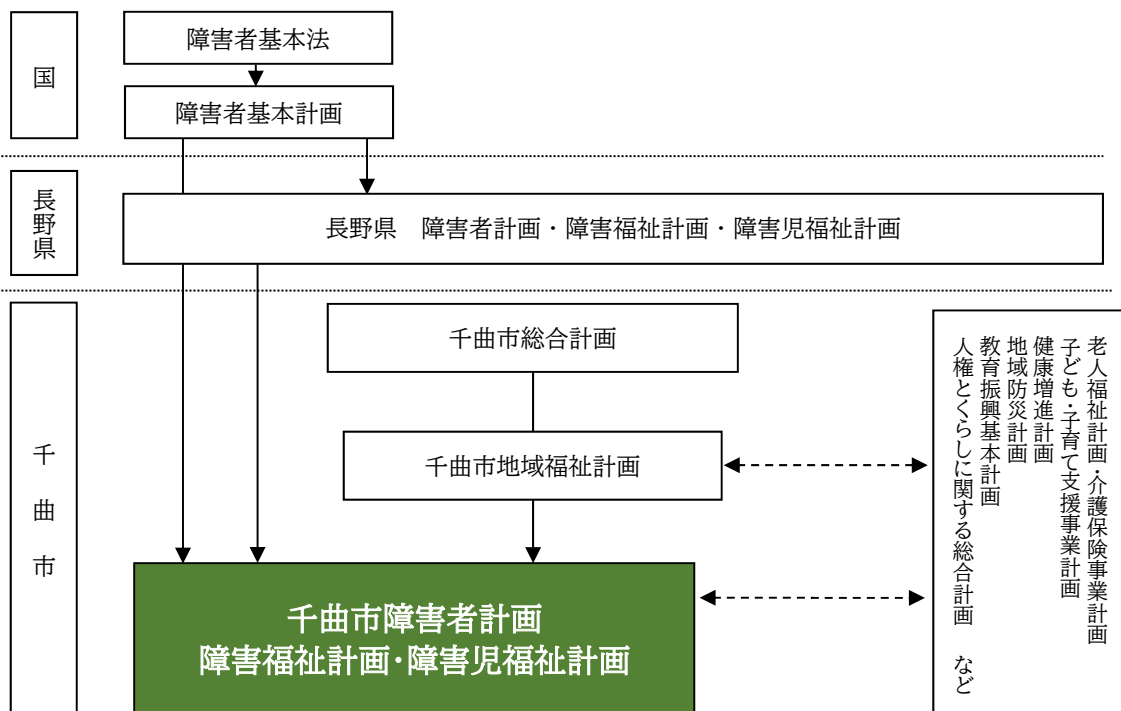 国
障害者基本法
障害者基本計画
長野県
長野県 障害者計画・障害福祉計画・障害児福祉計画
千曲市
千曲市総合計画
千曲市地域福祉計画
千曲市障害者計画
障害福祉計画・障害児福祉計画
老人福祉計画・介護保険事業計画
子ども・子育て支援事業計画
健康増進計画
地域防災計画
教育振興基本計画
人権とくらしに関する総合計画 など